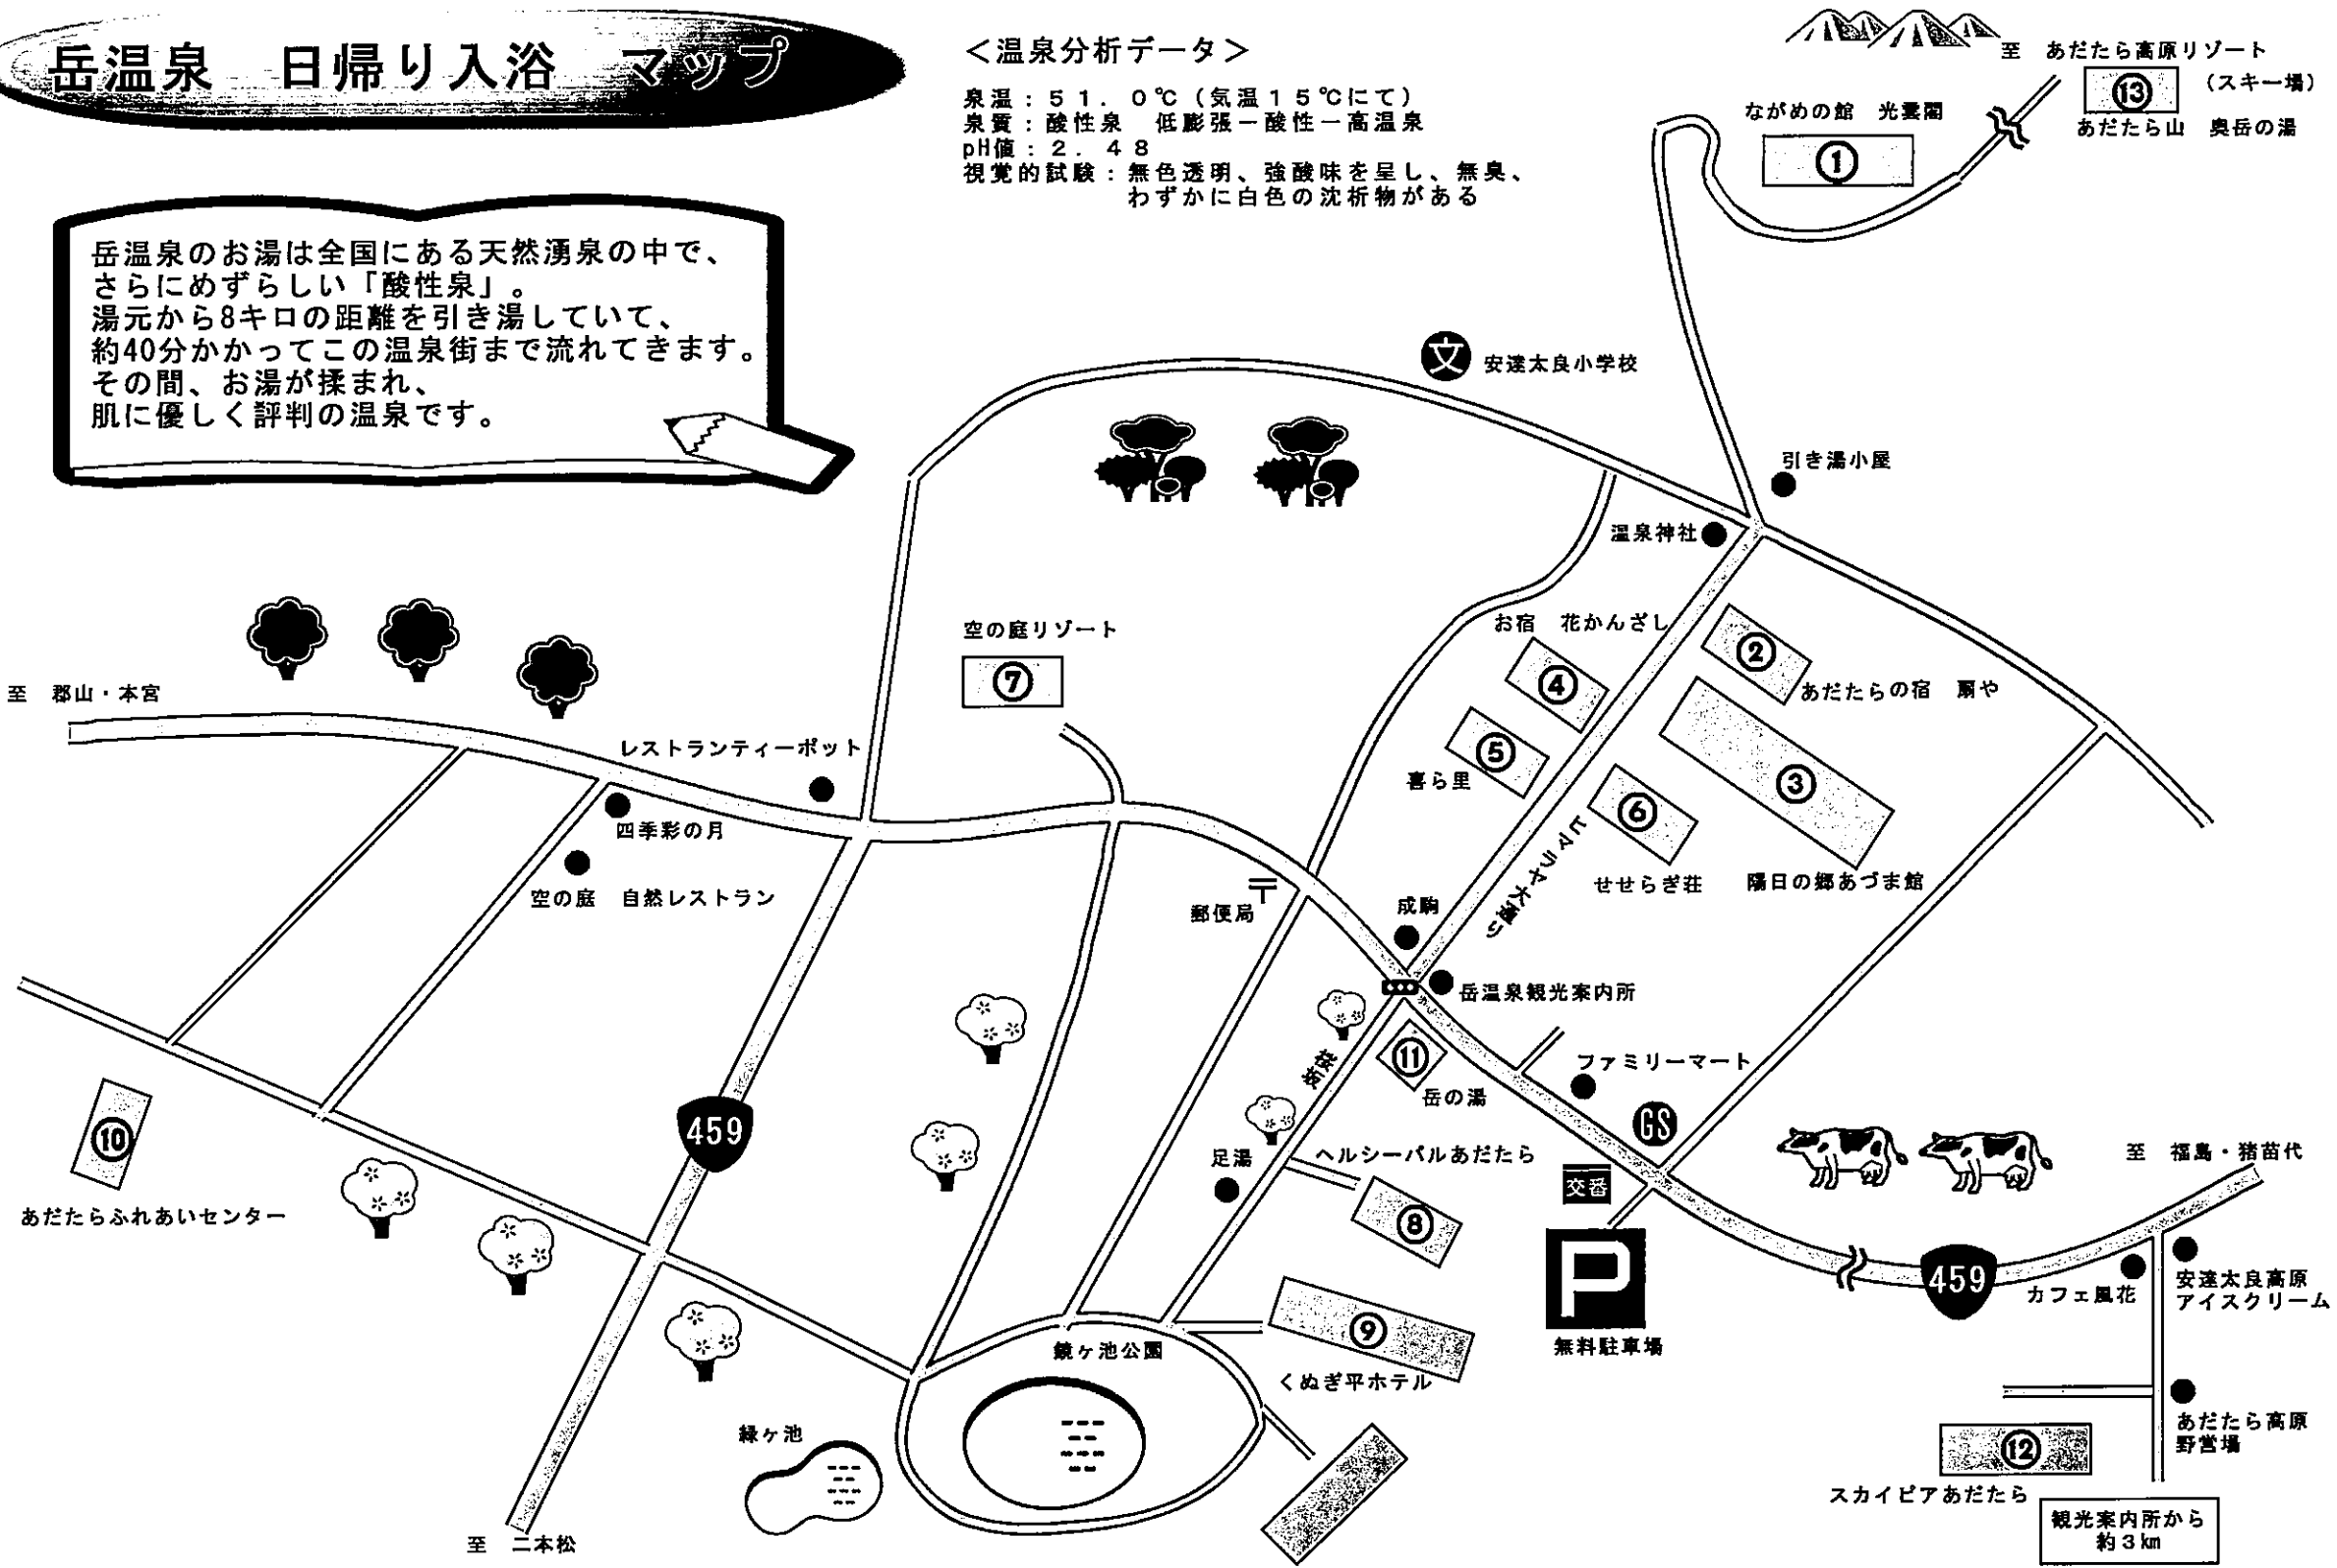 岳温泉　日帰り入浴　マップ
＜温泉分析データ＞
泉温：５１．０℃（気温１５℃にて）
泉質：酸性泉　低膨張－酸性－高温泉
pH値：２．４８
視覚的試験：無色透明、強酸味を呈し、無臭、
わずかに白色の沈析物がある
岳温泉のお湯は全国にある天然湧泉の中で、
さらにめずらしい「酸性泉」。
湯元から8キロの距離を引き湯していて、
約40分かかってこの温泉街まで流れてきます。
その間、お湯が揉まれ、
肌に優しく評判の温泉です。
至　あだたら高原リゾート
（スキー場）
⑬
あだたら山　奥岳の湯
ながめの館　光雲閣
①
文
安達太良小学校
引き湯小屋
温泉神社
お宿　花かんざし
④
②
あだたらの宿　扇や
⑤
喜ら里
③
陽日の郷あづま館
⑥
せせらぎ荘
ヒマラヤ大通り
空の庭リゾート
⑦
至　郡山・本宮
レストランティーポット
四季彩の月
空の庭　自然レストラン
〒
郵便局
成駒
岳温泉観光案内所
⑪
岳の湯
桜坂
ファミリーマート
GS
交番
P
無料駐車場
足湯
ヘルシーパルあだたら
⑧
⑨
くぬぎ平ホテル
鏡ヶ池公園
緑ヶ池
459
⑩
あだたらふれあいセンター
至　二本松
至　福島・猪苗代
459
カフェ風花
安達太良高原
アイスクリーム
あだたら高原
野営場
⑫
スカイピアあだたら
観光案内所から
約３㎞